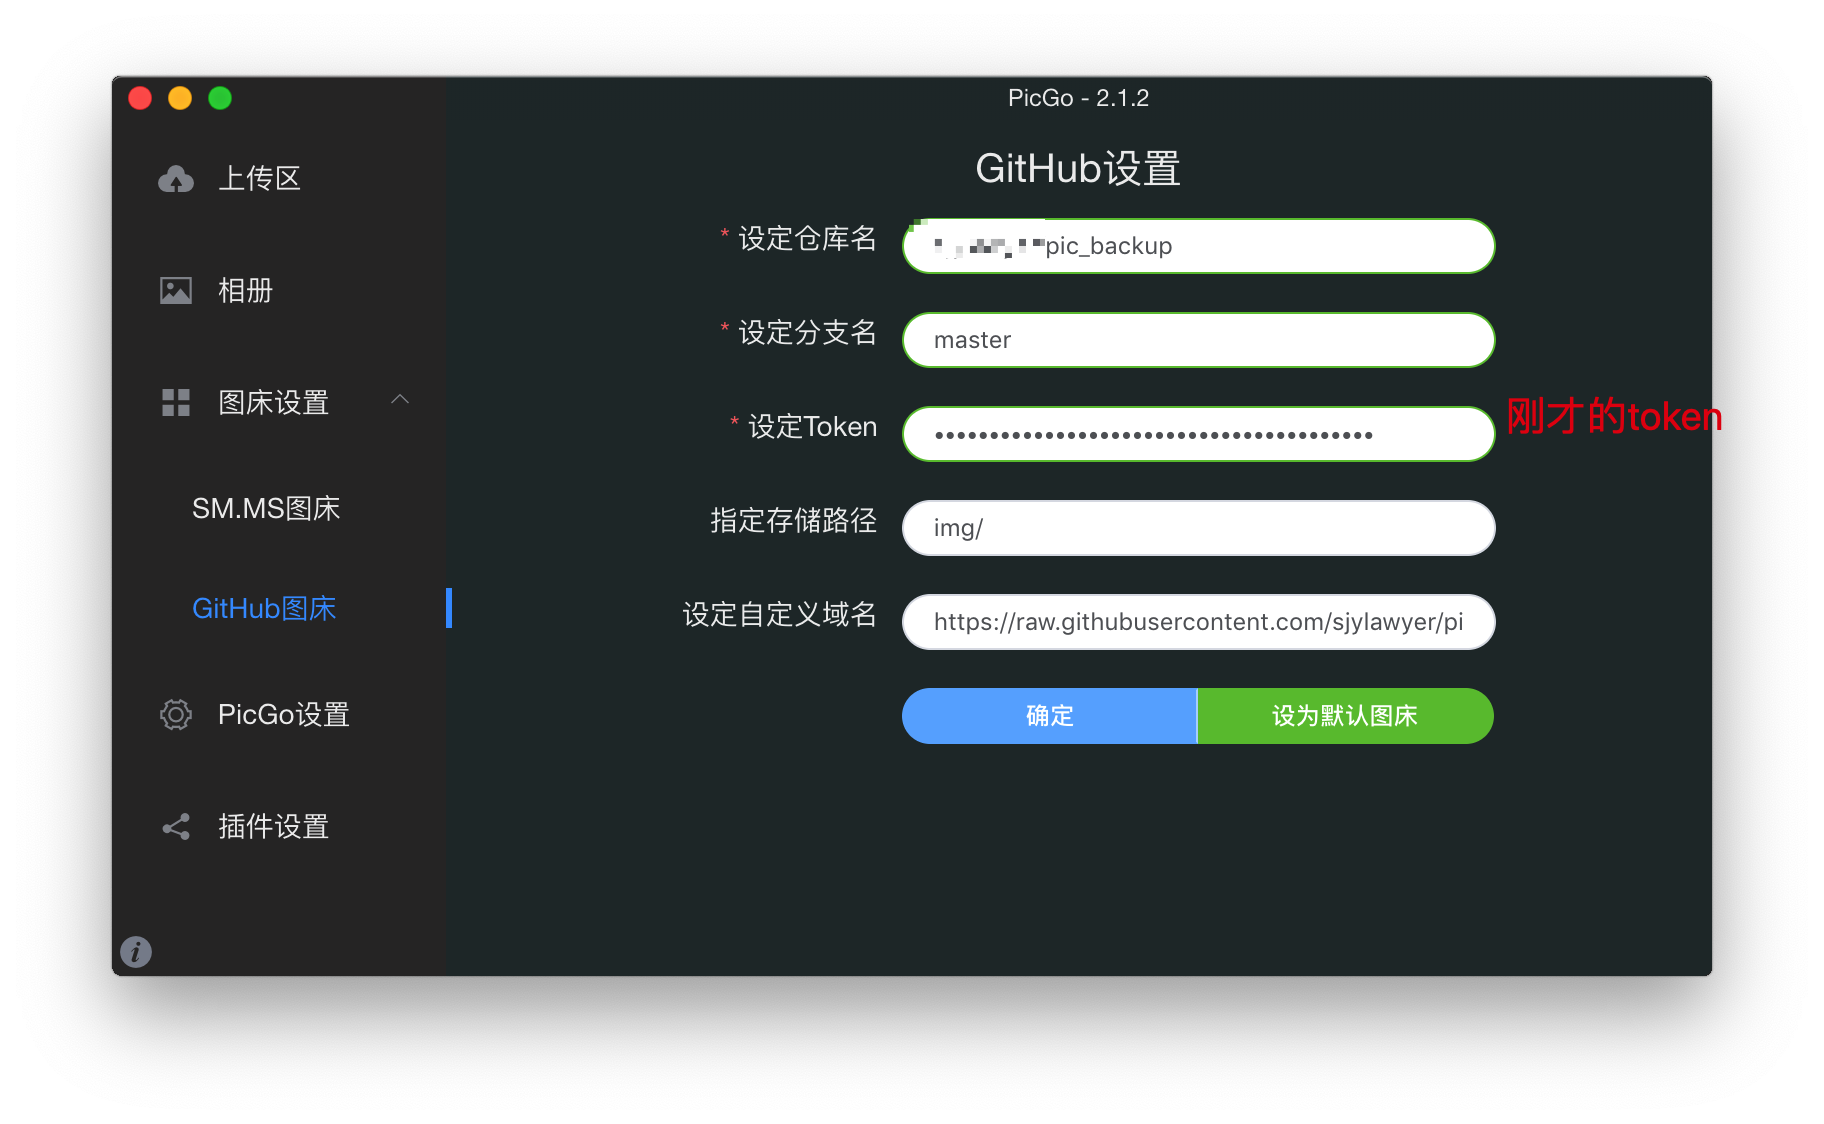 PicGo - 2.1.2
上传区
相册
图床设置
SM.MS图床
GitHub图床
PicGo设置
插件设置
GitHub设置
* 设定仓库名
pic_backup
* 设定分支名
master
* 设定Token
••••••••••••••••••••••••••••••••••••••••
刚才的token
指定存储路径
img/
设定自定义域名
https://raw.githubusercontent.com/sjylawyer/pi
确定
设为默认图床